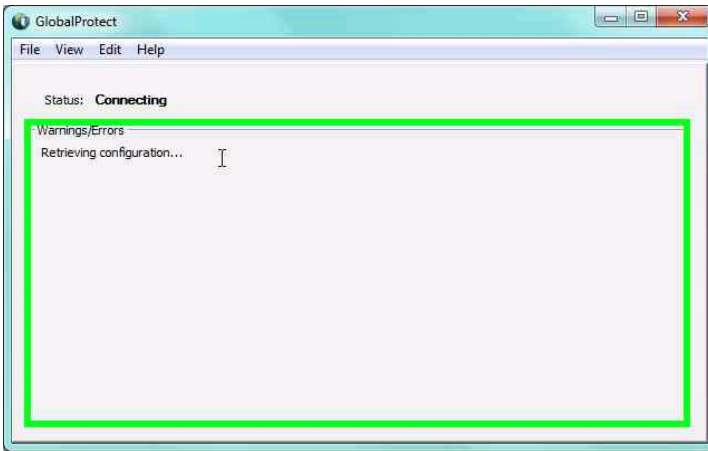 GlobalProtect
File View Edit Help
Status: Connecting
Warnings/Errors
Retrieving configuration...